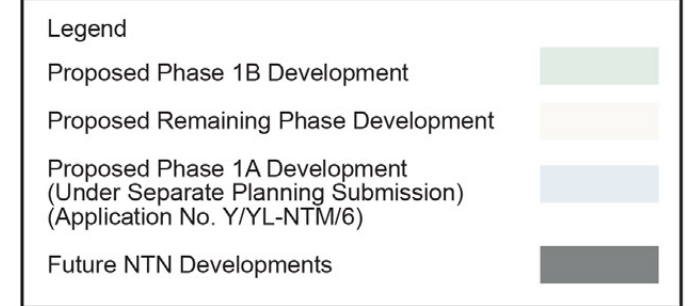 Legend
Proposed Phase 1B Development
Proposed Remaining Phase Development
Proposed Phase 1A Development
(Under Separate Planning Submission)
(Application No. Y/YL-NTM/6)
Future NTN Developments